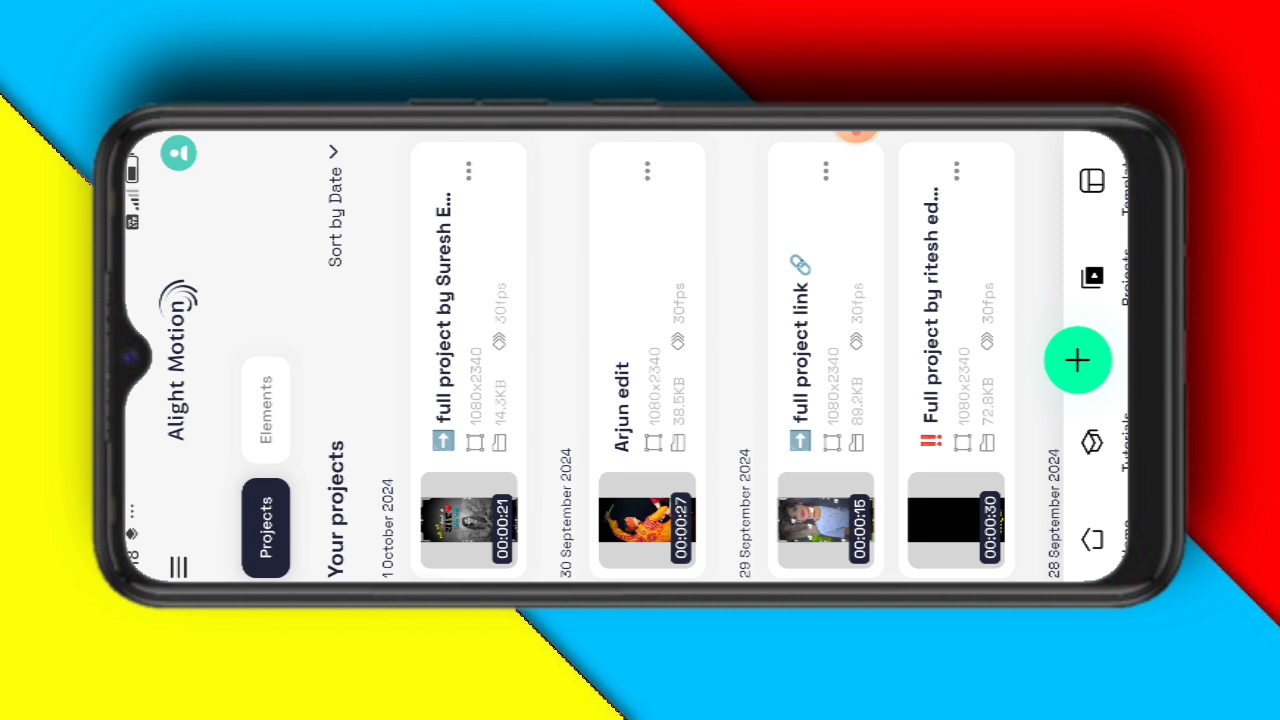 Alight Motion
Projects
Elements
Your projects
Sort by Date
1 October 2024
➡️ full project by Suresh E...
1080x2340
14.3KB 30fps
00:00:21
30 September 2024
Arjun edit
1080x2340
38.5KB 30fps
00:00:27
29 September 2024
➡️ full project link 🔗
1080x2340
89.2KB 30fps
00:00:15
‼️ Full project by ritesh ed...
1080x2340
72.8KB 30fps
00:00:30
28 September 2024
Home
Tutorials
Projects